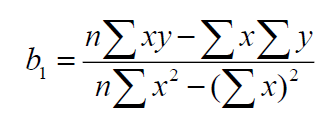 b₁ = (n∑xy − ∑x∑y) / (n∑x² − (∑x)²)